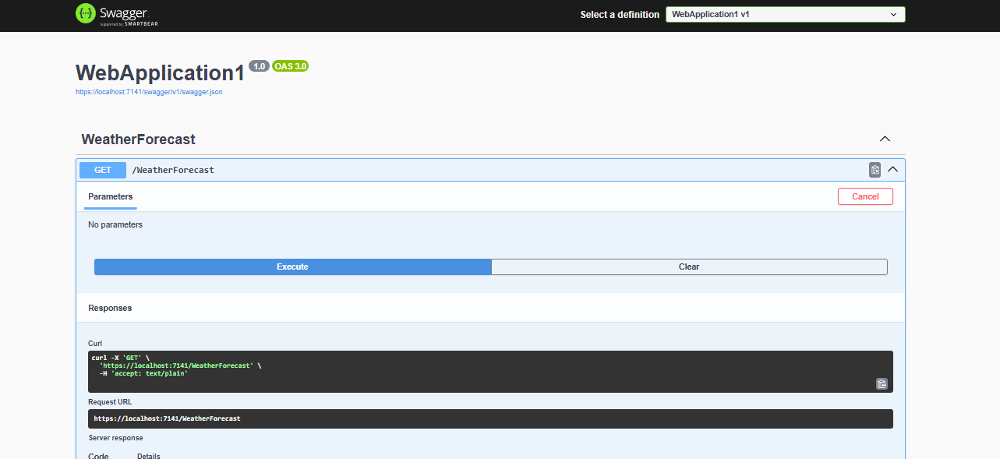 Swagger
Supported by SMARTBEAR
Select a definition
WebApplication1 v1
WebApplication1 1.0 OAS 3.0
https://localhost:7141/swagger/v1/swagger.json
WeatherForecast
GET /WeatherForecast
Parameters
Cancel
No parameters
Execute
Clear
Responses
Curl
curl -X 'GET' \
'https://localhost:7141/WeatherForecast' \
-H 'accept: text/plain'
Request URL
https://localhost:7141/WeatherForecast
Server response
Code Details